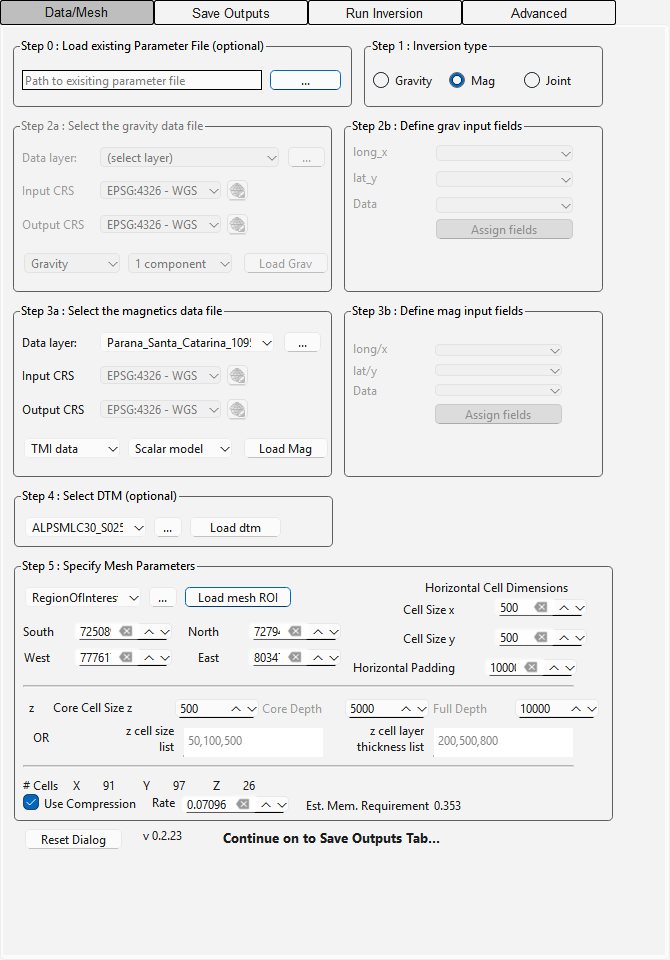 Data/Mesh Save Outputs Run Inversion Advanced
Step 0 : Load existing Parameter File (optional) Step 1 : Inversion type
Path to exisiting parameter file ... Gravity Mag Joint
Step 2a : Select the gravity data file Step 2b : Define grav input fields
Data layer: (select layer) ... long_x
Input CRS EPSG:4326 - WGS lat_y
Output CRS EPSG:4326 - WGS Data
Assign fields
Gravity 1 component Load Grav
Step 3a : Select the magnetics data file Step 3b : Define mag input fields
Data layer: Parana_Santa_Catarina_109 ... long/x
Input CRS EPSG:4326 - WGS lat/y
Data
Output CRS EPSG:4326 - WGS Assign fields
TMI data Scalar model Load Mag
Step 4 : Select DTM (optional)
ALPSMLC30_S025 ... Load dtm
Step 5 : Specify Mesh Parameters
RegionOfInteres ... Load mesh ROI Horizontal Cell Dimensions
Cell Size x 500
South 72508 North 7279 Cell Size y 500
West 77761 East 8034 Horizontal Padding 1000
z Core Cell Size z 500 Core Depth 5000 Full Depth 10000
OR z cell size list 50,100,500 z cell layer thickness list 200,500,800
# Cells X 91 Y 97 Z 26
Use Compression Rate 0.07096 Est. Mem. Requirement 0.353
Reset Dialog v 0.2.23 Continue on to Save Outputs Tab...